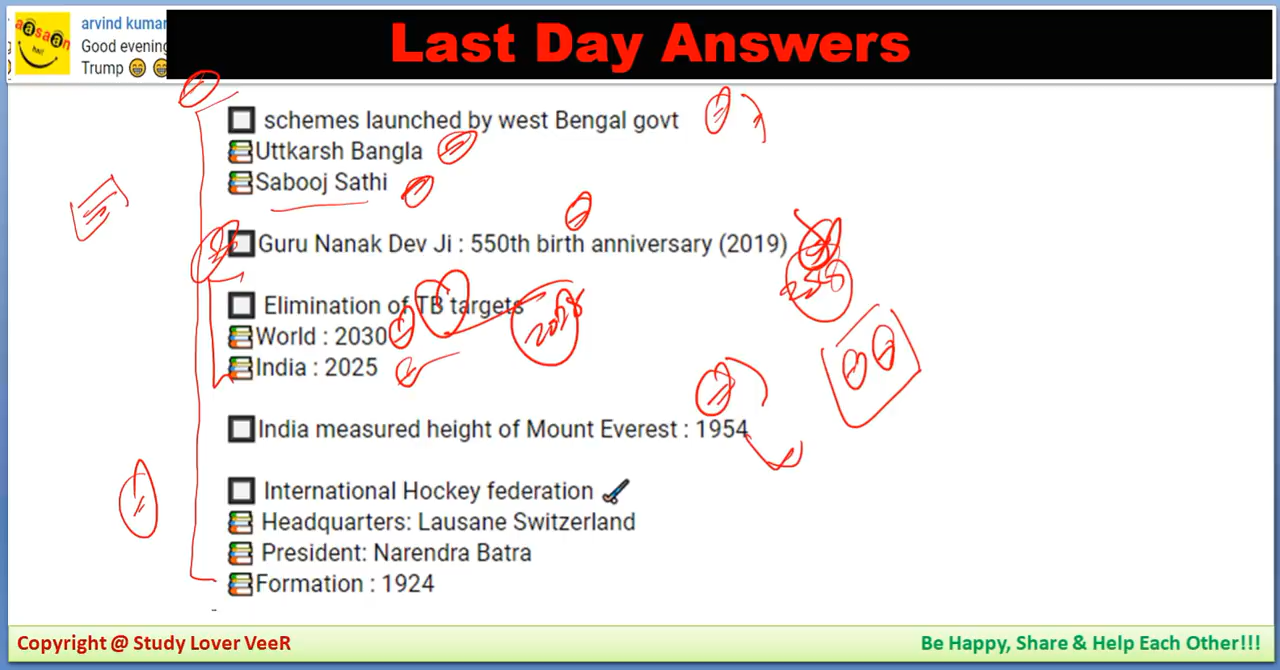 aasaan
hai!
arvind kumar
Good evening
Trump 😁 😁
Last Day Answers
schemes launched by west Bengal govt
Uttkarsh Bangla
Sabooj Sathi
Guru Nanak Dev Ji : 550th birth anniversary (2019)
Elimination of TB targets
World : 2030
India : 2025
2018
India measured height of Mount Everest : 1954
International Hockey federation
Headquarters: Lausane Switzerland
President: Narendra Batra
Formation : 1924
Copyright @ Study Lover VeeR
Be Happy, Share & Help Each Other!!!